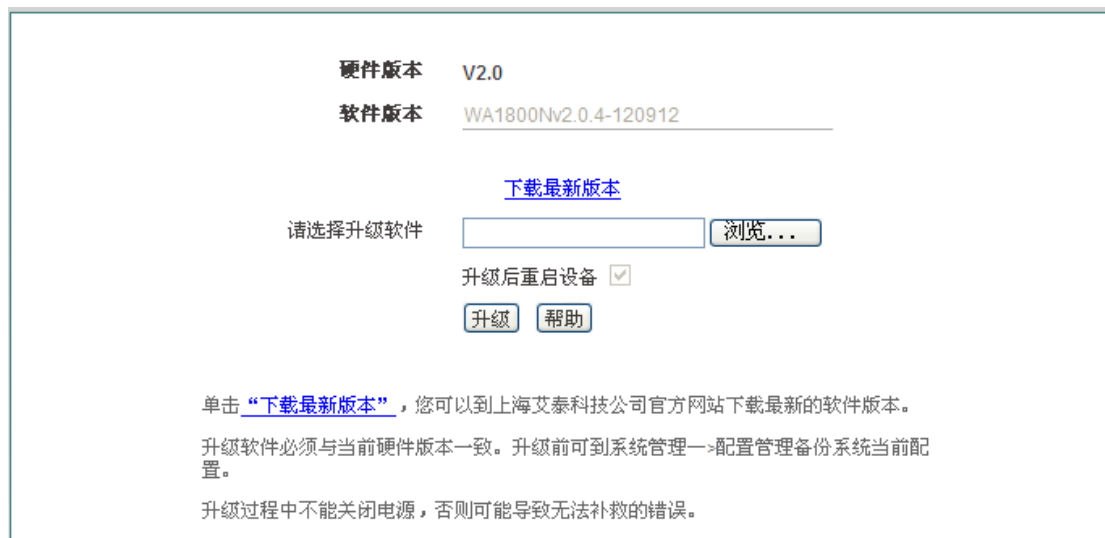 硬件版本 V2.0
软件版本 WA1800Nv2.0.4-120912
下载最新版本
请选择升级软件 浏览...
升级后重启设备
升级 帮助
单击“下载最新版本”，您可以到上海艾泰科技公司官方网站下载最新的软件版本。
升级软件必须与当前硬件版本一致。升级前可到系统管理—>配置管理备份系统当前配
置。
升级过程中不能关闭电源，否则可能导致无法补救的错误。